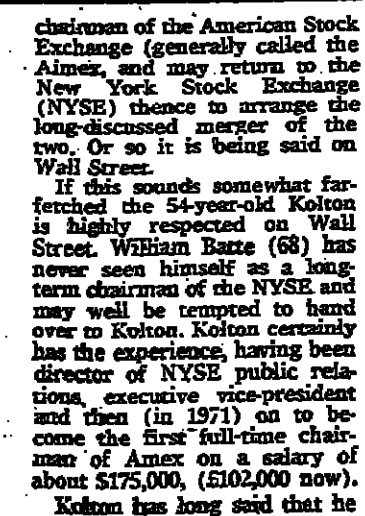 chairman of the American Stock
Exchange (generally called the
Aimex, and may return to the
New York Stock Exchange
(NYSE) thence to arrange the
long-discussed merger of the
two. Or so it is being said on
Wall Street.
If this sounds somewhat far-
fetched the 54-year-old Kolton
is highly respected on Wall
Street. William Batte (68) has
never seen himself as a long-
term chairman of the NYSE and
may well be tempted to hand
over to Kolton. Kolton certainly
has the experience, having been
director of NYSE public rela-
tions, executive vice-president
and then (in 1971) on to be-
come the first full-time chair-
man of Amex on a salary of
about $175,000, (£102,000 now).
Kolton has long said that he